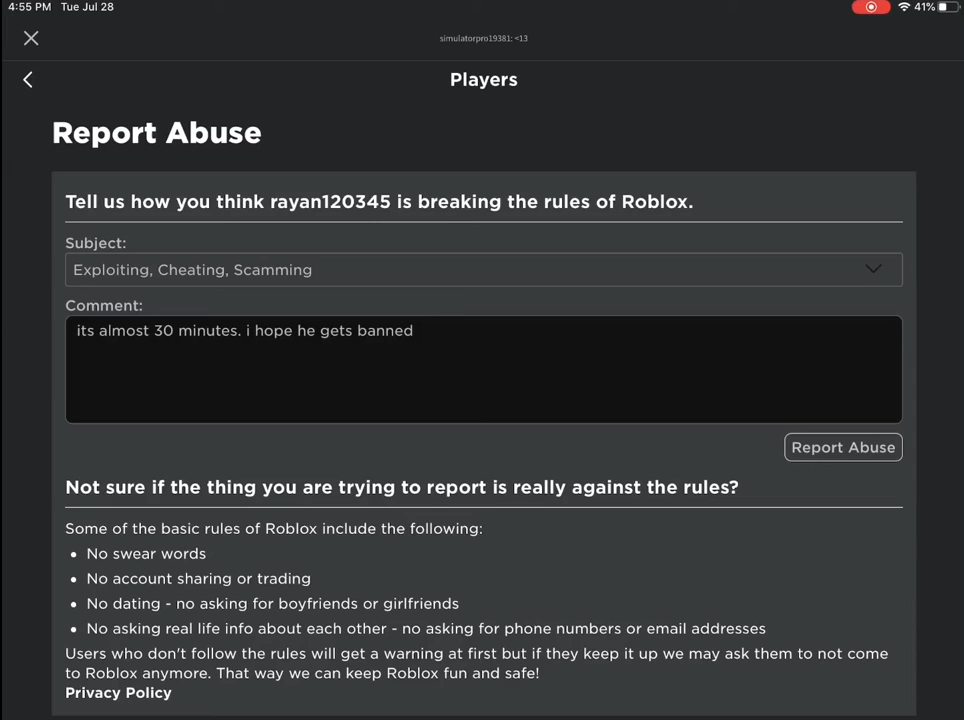 4:55 PM Tue Jul 28 41%
simulatorpro19381: <13
Players
Report Abuse
Tell us how you think rayan120345 is breaking the rules of Roblox.
Subject:
Exploiting, Cheating, Scamming
Comment:
its almost 30 minutes. i hope he gets banned
Report Abuse
Not sure if the thing you are trying to report is really against the rules?
Some of the basic rules of Roblox include the following:
• No swear words
• No account sharing or trading
• No dating - no asking for boyfriends or girlfriends
• No asking real life info about each other - no asking for phone numbers or email addresses
Users who don't follow the rules will get a warning at first but if they keep it up we may ask them to not come
to Roblox anymore. That way we can keep Roblox fun and safe!
Privacy Policy